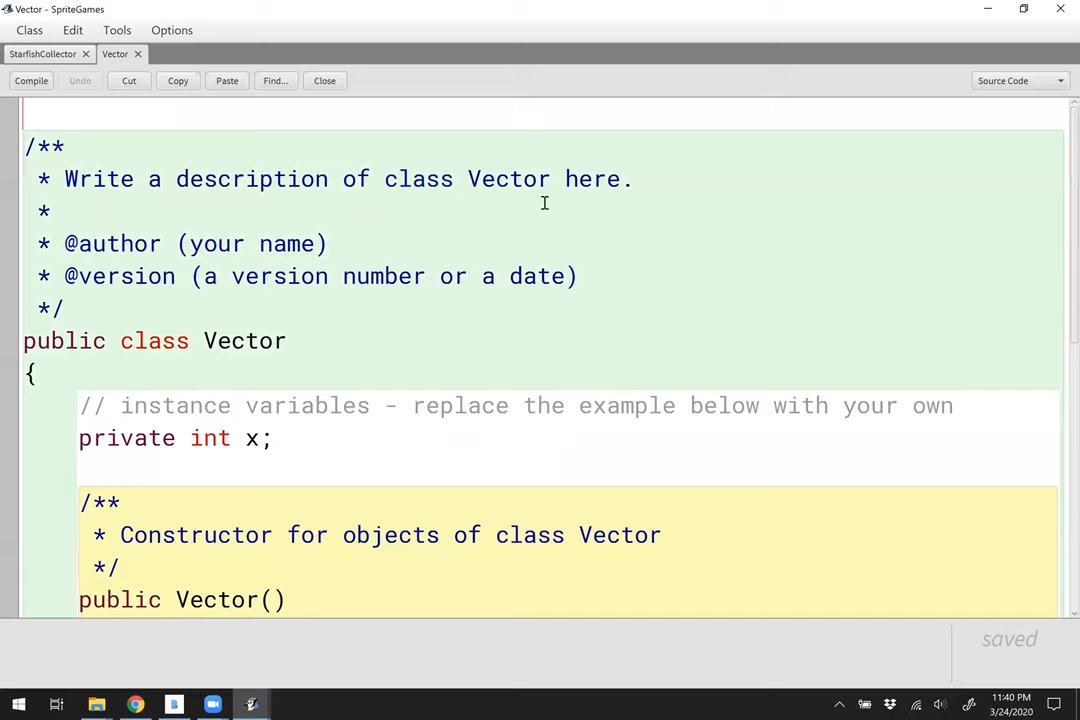 Vector - SpriteGames
Class Edit Tools Options
StarfishCollector Vector
Compile Undo Cut Copy Paste Find... Close Source Code
/**
* Write a description of class Vector here.
*
* @author (your name)
* @version (a version number or a date)
*/
public class Vector
{
// instance variables - replace the example below with your own
private int x;
/**
* Constructor for objects of class Vector
*/
public Vector()
saved
11:40 PM
3/24/2020